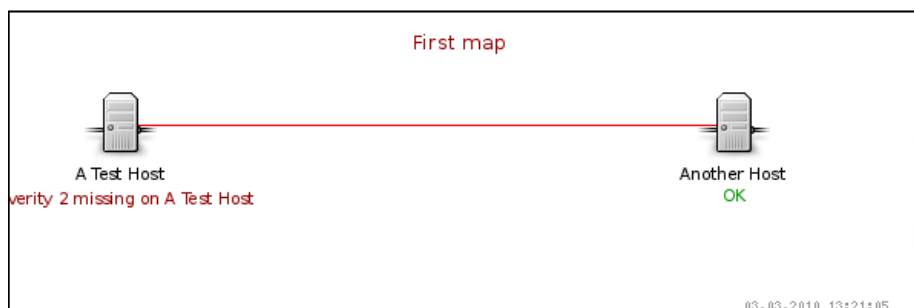 First map
A Test Host
verity 2 missing on A Test Host
Another Host
OK
03-03-2010 13:21:05